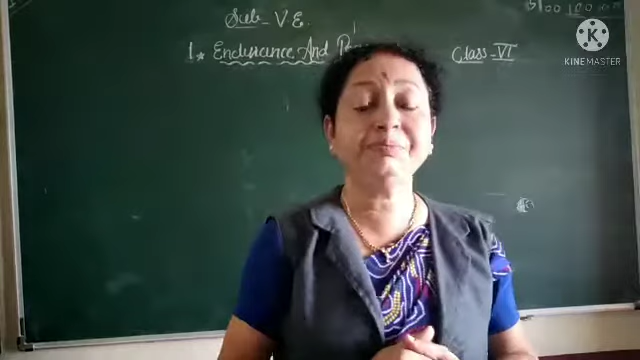 Sub - V E.
1 * Endurance And
Class - VI
KINEMASTER